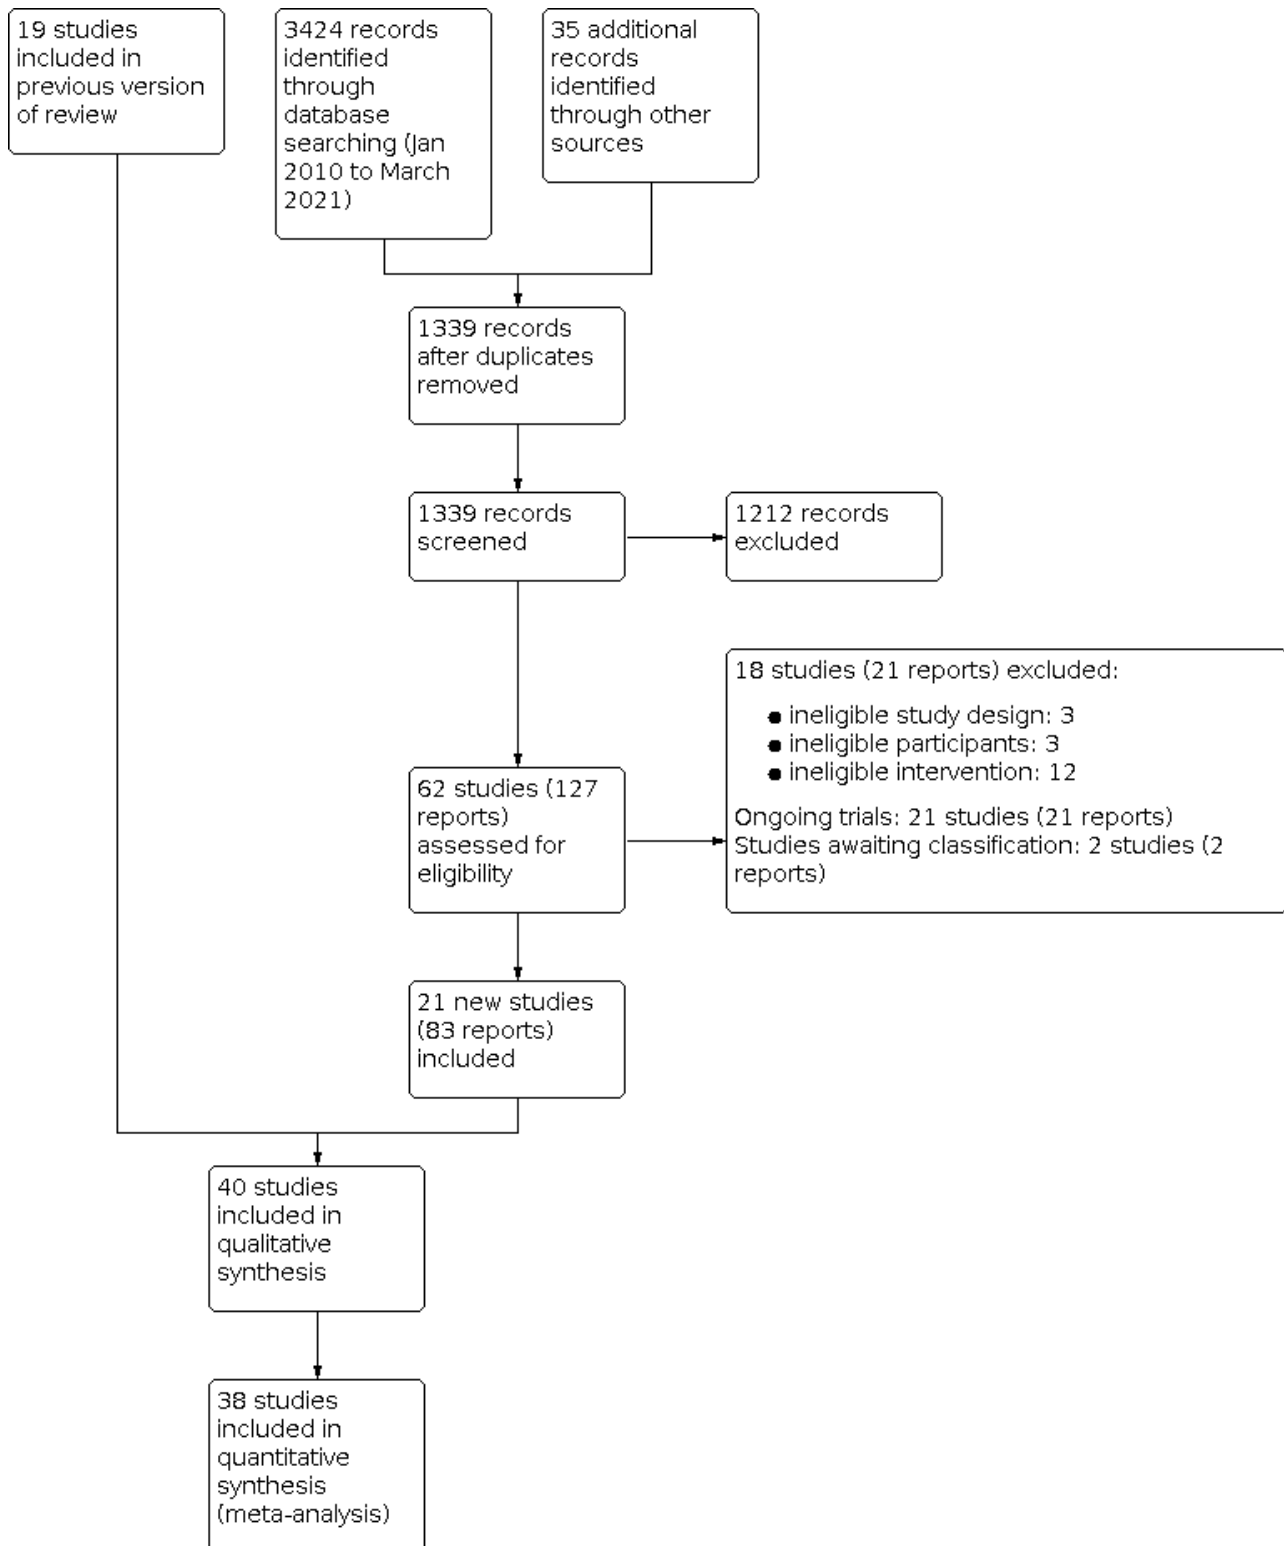 19 studies
included in
previous version
of review
3424 records
identified
through
database
searching (Jan
2010 to March
2021)
35 additional
records
identified
through other
sources
1339 records
after duplicates
removed
1339 records
screened
1212 records
excluded
18 studies (21 reports) excluded:
● ineligible study design: 3
● ineligible participants: 3
● ineligible intervention: 12
Ongoing trials: 21 studies (21 reports)
Studies awaiting classification: 2 studies (2
reports)
62 studies (127
reports)
assessed for
eligibility
21 new studies
(83 reports)
included
40 studies
included in
qualitative
synthesis
38 studies
included in
quantitative
synthesis
(meta-analysis)